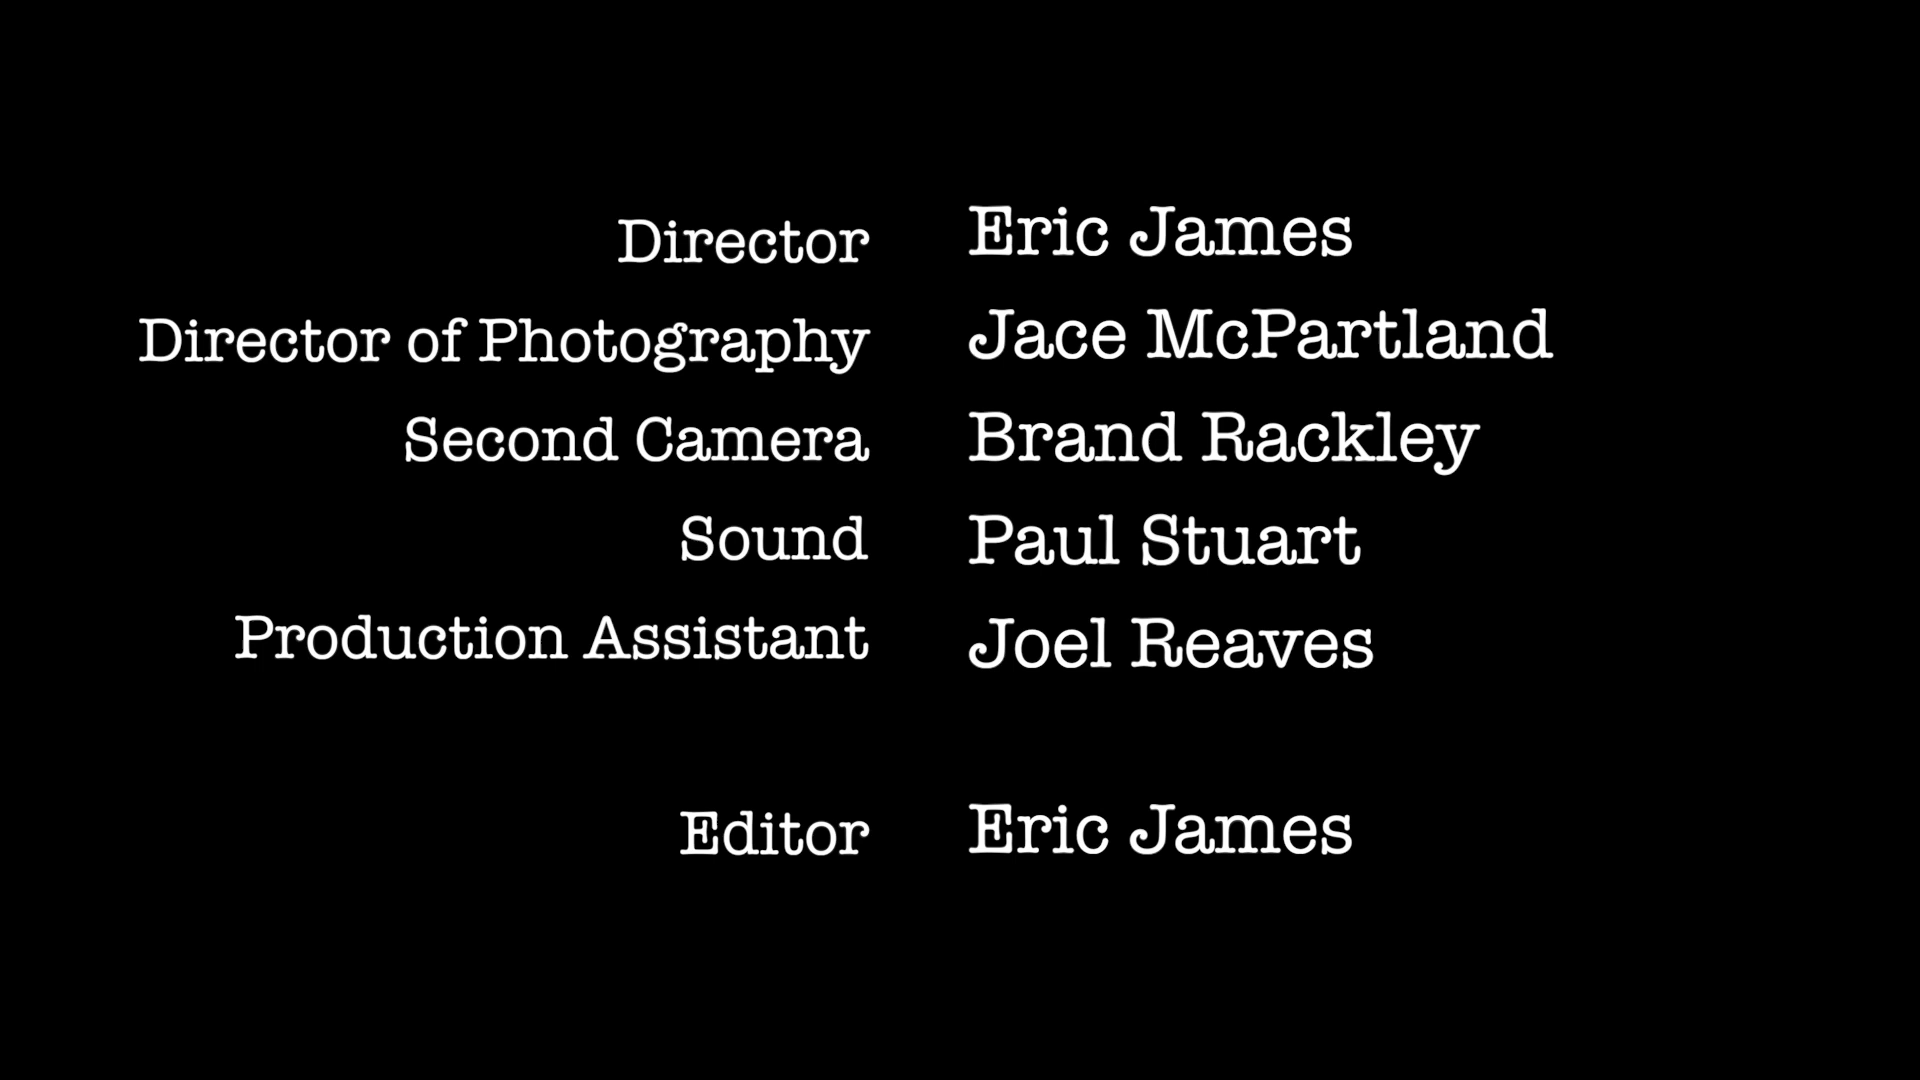 Director Eric James
Director of Photography Jace McPartland
Second Camera Brand Rackley
Sound Paul Stuart
Production Assistant Joel Reaves
Editor Eric James